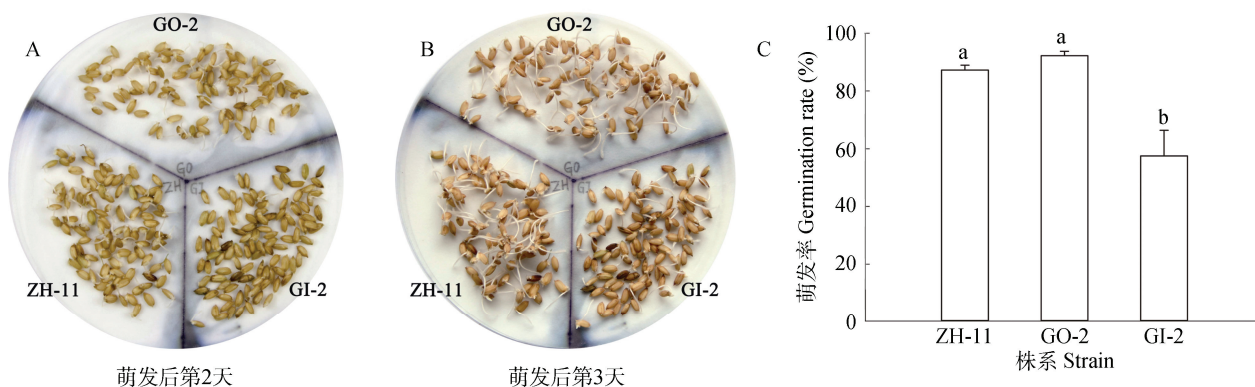 A
GO-2
GO
ZH
GI
ZH-11
GI-2
萌发后第2天
B
GO-2
GO
ZH
GI
ZH-11
GI-2
萌发后第3天
C
萌发率 Germination rate (%)
100
80
60
40
20
0
a
a
b
ZH-11 GO-2 GI-2
株系 Strain